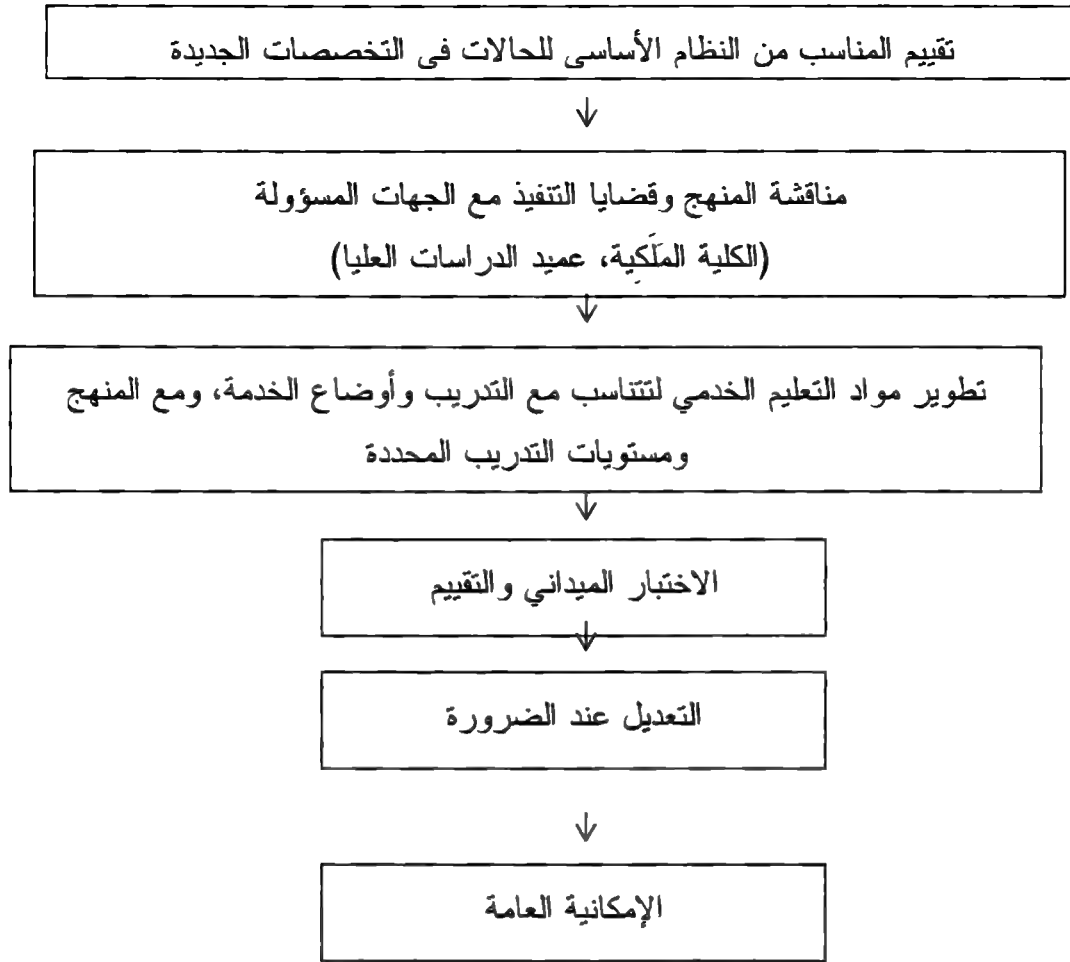 تقييم المناسب من النظام الأساسى للحالات فى التخصصات الجديدة
مناقشة المنهج وقضايا التنفيذ مع الجهات المسؤولة
(الكلية المَلَكِية، عميد الدراسات العليا)
تطوير مواد التعليم الخدمي لتتناسب مع التدريب وأوضاع الخدمة، ومع المنهج
ومستويات التدريب المحددة
الاختبار الميداني والتقييم
التعديل عند الضرورة
الإمكانية العامة